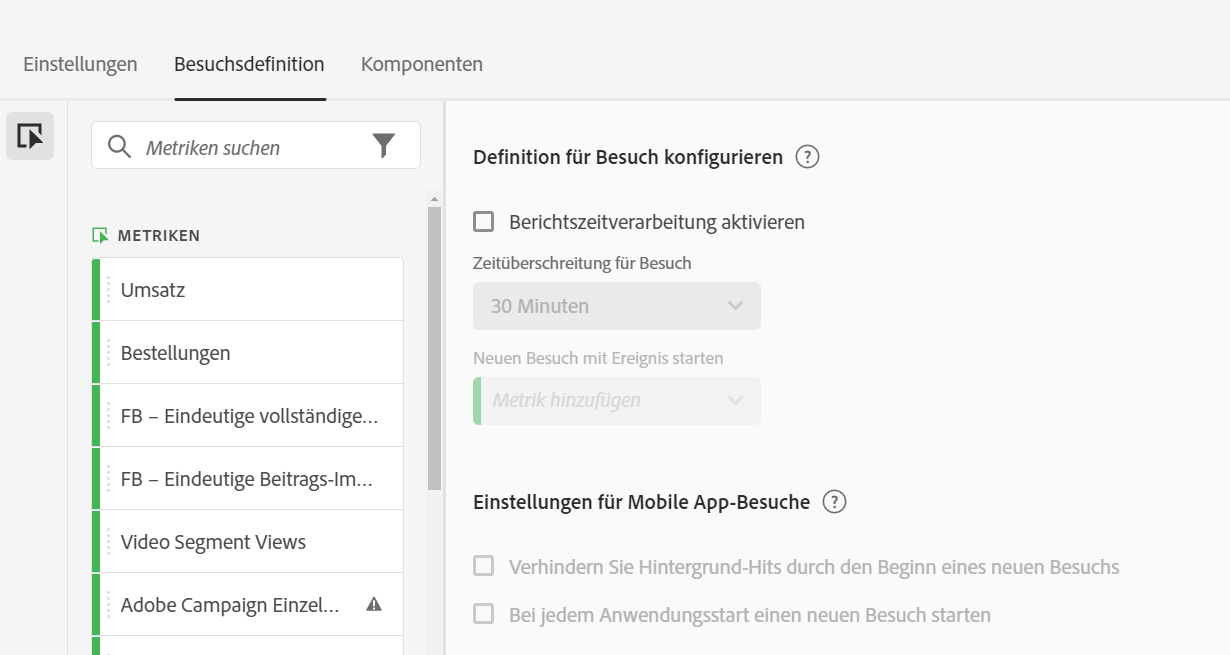 Einstellungen
Besuchsdefinition
Komponenten
Metriken suchen
METRIKEN
Umsatz
Bestellungen
FB – Eindeutige vollständige...
FB – Eindeutige Beitrags-Im...
Video Segment Views
Adobe Campaign Einzel...
Definition für Besuch konfigurieren ?
Berichtszeitverarbeitung aktivieren
Zeitüberschreitung für Besuch
30 Minuten
Neuen Besuch mit Ereignis starten
Metrik hinzufügen
Einstellungen für Mobile App-Besuche ?
Verhindern Sie Hintergrund-Hits durch den Beginn eines neuen Besuchs
Bei jedem Anwendungsstart einen neuen Besuch starten